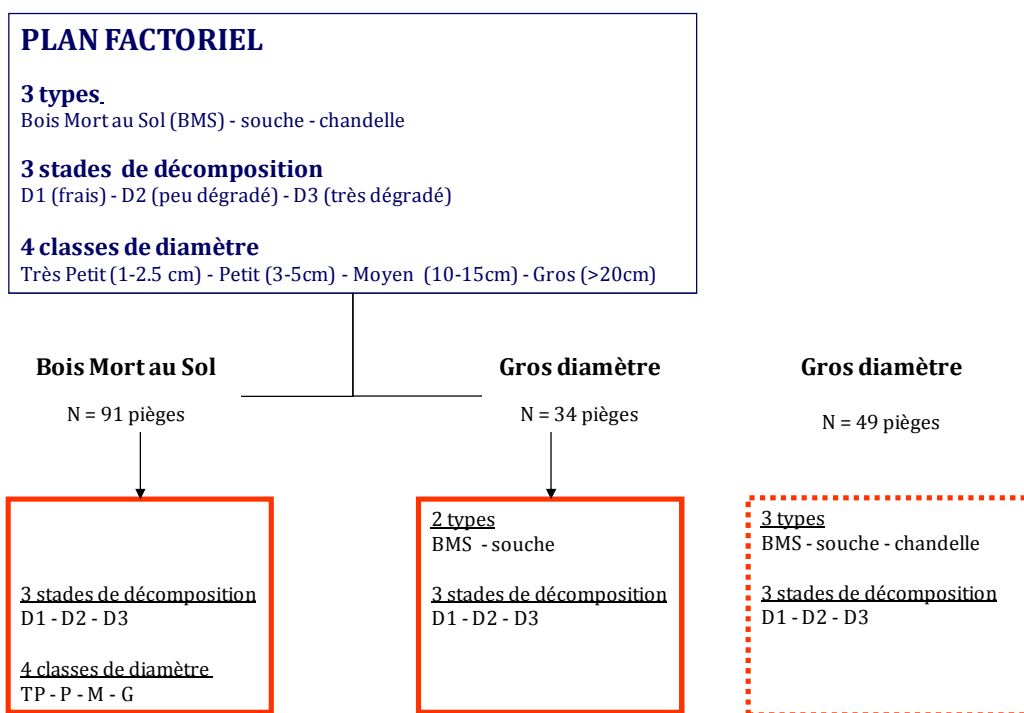 PLAN FACTORIEL
3 types
Bois Mort au Sol (BMS) - souche - chandelle
3 stades de décomposition
D1 (frais) - D2 (peu dégradé) - D3 (très dégradé)
4 classes de diamètre
Très Petit (1-2.5 cm) - Petit (3-5cm) - Moyen (10-15cm) - Gros (>20cm)
Bois Mort au Sol
N = 91 pièges
3 stades de décomposition
D1 - D2 - D3
4 classes de diamètre
TP - P - M - G
Gros diamètre
N = 34 pièges
2 types
BMS - souche
3 stades de décomposition
D1 - D2 - D3
Gros diamètre
N = 49 pièges
3 types
BMS - souche - chandelle
3 stades de décomposition
D1 - D2 - D3